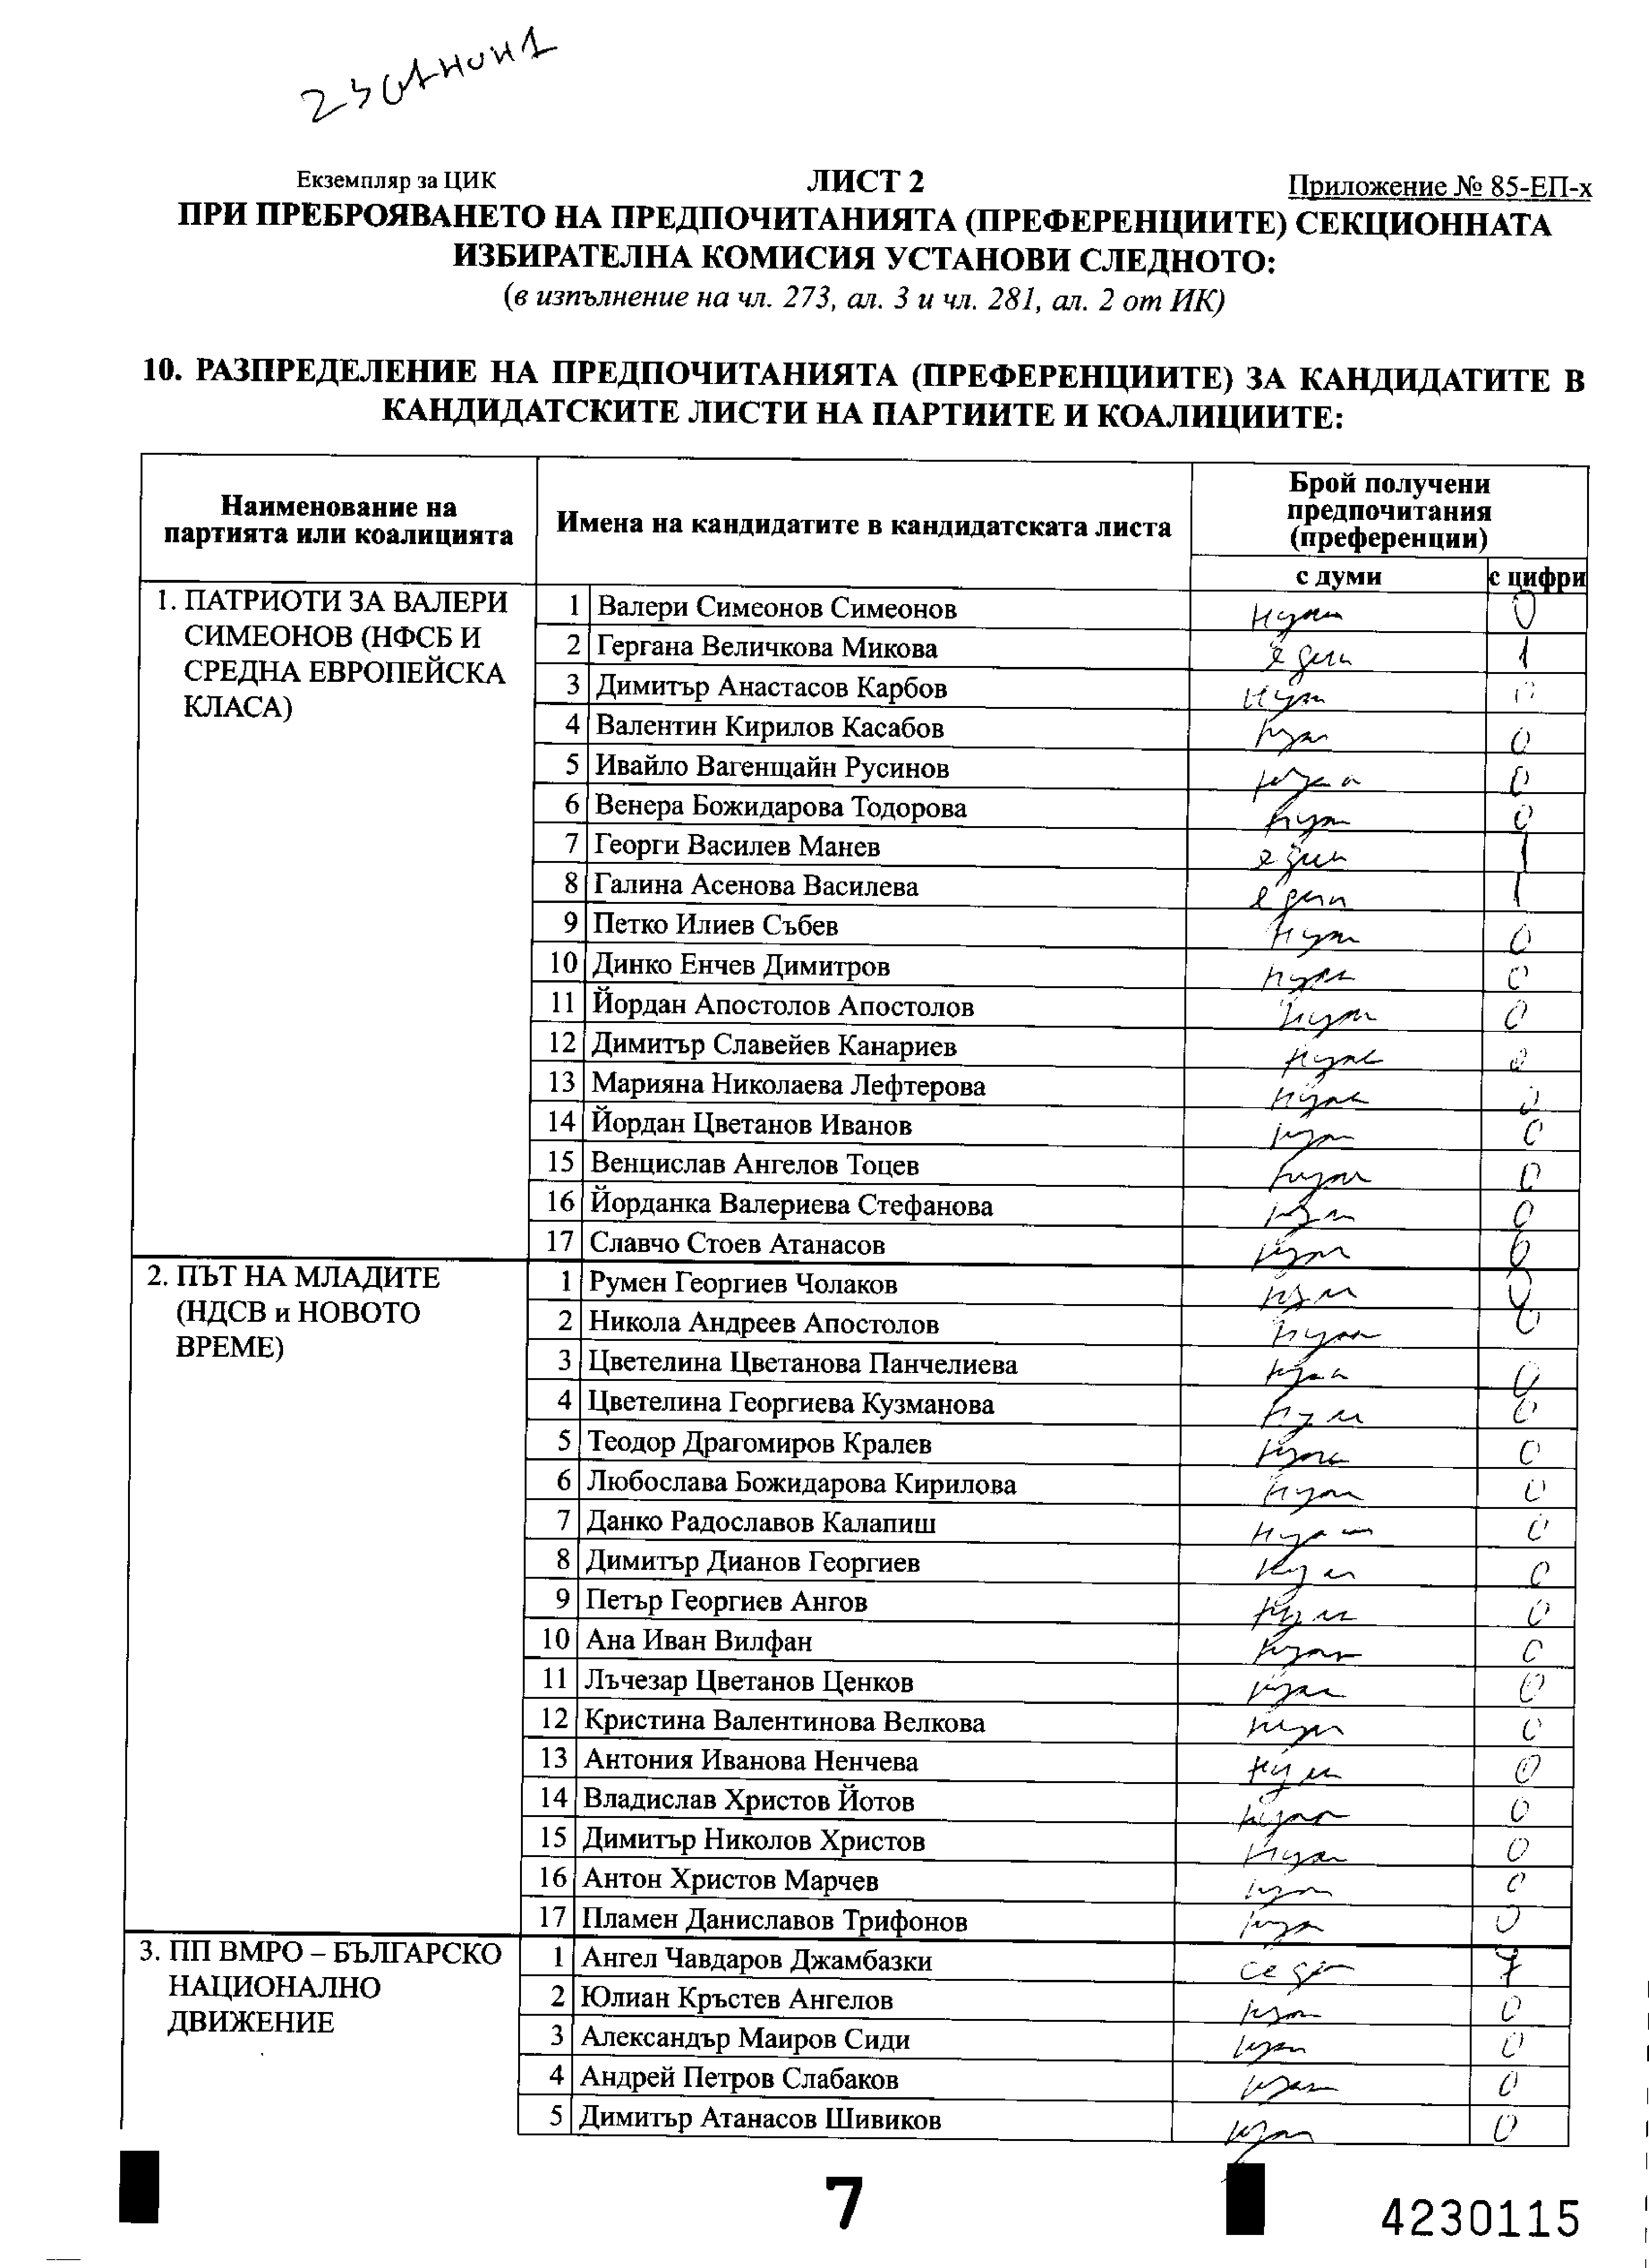 Екземпляр за ЦИК
ЛИСТ 2
Приложение № 85-ЕП-х
ПРИ ПРЕБРОЯВАНЕТО НА ПРЕДПОЧИТАНИЯТА (ПРЕФЕРЕНЦИИТЕ) СЕКЦИОННАТА
ИЗБИРАТЕЛНА КОМИСИЯ УСТАНОВИ СЛЕДНОТО:
(в изпълнение на чл. 273, ал. 3 и чл. 281, ал. 2 от ИК)
10. РАЗПРЕДЕЛЕНИЕ НА ПРЕДПОЧИТАНИЯТА (ПРЕФЕРЕНЦИИТЕ) ЗА КАНДИДАТИТЕ В
КАНДИДАТСКИТЕ ЛИСТИ НА ПАРТИИТЕ И КОАЛИЦИИТЕ:
Наименование на
партията или коалицията
Имена на кандидатите в кандидатската листа
Брой получени
предпочитания
(преференции)
с думи
с цифри
1. ПАТРИОТИ ЗА ВАЛЕРИ
СИМЕОНОВ (НФСБ И
СРЕДНА ЕВРОПЕЙСКА
КЛАСА)
1 Валери Симеонов Симеонов нула 0
2 Гергана Величкова Микова един 1
3 Димитър Анастасов Карбов нула 0
4 Валентин Кирилов Касабов нула 0
5 Ивайло Вагенщайн Русинов нула 0
6 Венера Божидарова Тодорова нула 0
7 Георги Василев Манев един 1
8 Галина Асенова Василева един 1
9 Петко Илиев Събев нула 0
10 Динко Енчев Димитров нула 0
11 Йордан Апостолов Апостолов нула 0
12 Димитър Славейев Канариев нула 0
13 Марияна Николаева Лефтерова нула 0
14 Йордан Цветанов Иванов нула 0
15 Венцислав Ангелов Тоцев нула 0
16 Йорданка Валериева Стефанова нула 0
17 Славчо Стоев Атанасов нула 0
2. ПЪТ НА МЛАДИТЕ
(НДСВ и НОВОТО
ВРЕМЕ)
1 Румен Георгиев Чолаков нула 0
2 Никола Андреев Апостолов нула 0
3 Цветелина Цветанова Панчелиева нула 0
4 Цветелина Георгиева Кузманова нула 0
5 Теодор Драгомиров Кралев нула 0
6 Любослава Божидарова Кирилова нула 0
7 Данко Радославов Калапиш нула 0
8 Димитър Дианов Георгиев нула 0
9 Петър Георгиев Ангов нула 0
10 Ана Иван Вилфан нула 0
11 Лъчезар Цветанов Ценков нула 0
12 Кристина Валентинова Велкова нула 0
13 Антония Иванова Ненчева нула 0
14 Владислав Христов Йотов нула 0
15 Димитър Николов Христов нула 0
16 Антон Христов Марчев нула 0
17 Пламен Даниславов Трифонов нула 0
3. ПП ВМРО – БЪЛГАРСКО
НАЦИОНАЛНО
ДВИЖЕНИЕ
1 Ангел Чавдаров Джамбазки седем 7
2 Юлиан Кръстев Ангелов нула 0
3 Александър Маиров Сиди нула 0
4 Андрей Петров Слабаков нула 0
5 Димитър Атанасов Шивиков нула 0
7
4230115